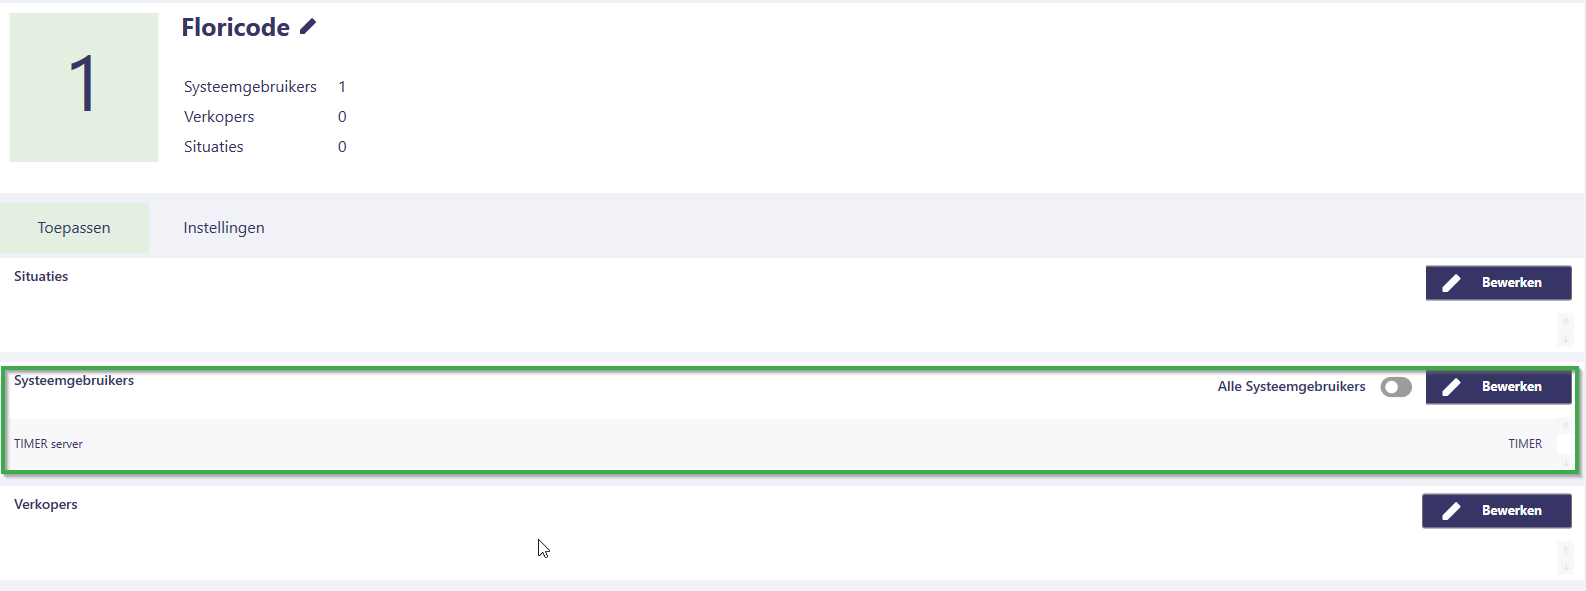 1
Floricode
Systeemgebruikers 1
Verkopers 0
Situaties 0
Toepassen Instellingen
Situaties Bewerken
Systeemgebruikers Alle Systeemgebruikers Bewerken
TIMER server TIMER
Verkopers Bewerken